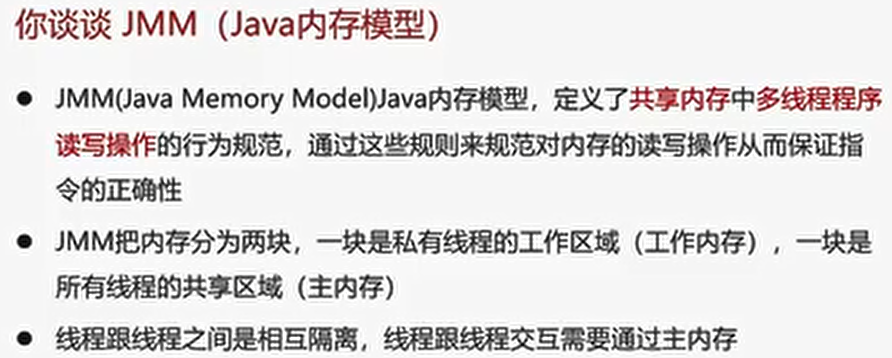 你谈谈 JMM（Java内存模型）
● JMM(Java Memory Model)Java内存模型，定义了共享内存中多线程程序
读写操作的行为规范，通过这些规则来规范对内存的读写操作从而保证指
令的正确性
● JMM把内存分为两块，一块是私有线程的工作区域（工作内存），一块是
所有线程的共享区域（主内存）
● 线程跟线程之间是相互隔离，线程跟线程交互需要通过主内存